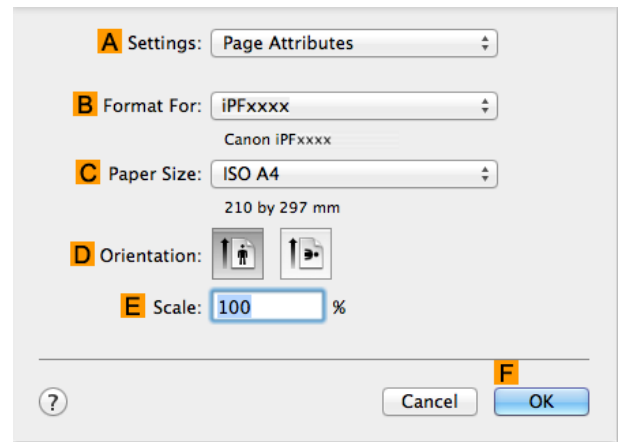 A Settings: Page Attributes
B Format For: iPFxxxx
Canon iPFxxxx
C Paper Size: ISO A4
210 by 297 mm
D Orientation:
E Scale: 100 %
F
? Cancel OK